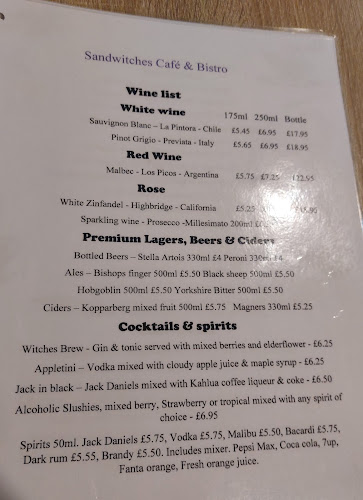 Sandwitches Café & Bistro
Wine list
White wine 175ml 250ml Bottle
Sauvignon Blanc – La Pintora - Chile £5.45 £6.95 £17.95
Pinot Grigio - Previata - Italy £5.65 £6.95 £18.95
Red Wine
Malbec - Los Picos - Argentina £5.75 £7.25 £22.95
Rose
White Zinfandel - Highbridge - California £5.25
Sparkling wine - Prosecco -Millesimato 200ml
Premium Lagers, Beers & Ciders
Bottled Beers – Stella Artois 330ml £4 Peroni 330ml £4
Ales – Bishops finger 500ml £5.50 Black sheep 500ml £5.50
Hobgoblin 500ml £5.50 Yorkshire Bitter 500ml £5.50
Ciders – Kopparberg mixed fruit 500ml £5.75 Magners 330ml £5.25
Cocktails & spirits
Witches Brew - Gin & tonic served with mixed berries and elderflower - £6.25
Appletini – Vodka mixed with cloudy apple juice & maple syrup - £6.25
Jack in black – Jack Daniels mixed with Kahlua coffee liqueur & coke - £6.50
Alcoholic Slushies, mixed berry, Strawberry or tropical mixed with any spirit of
choice - £6.95
Spirits 50ml. Jack Daniels £5.75, Vodka £5.75, Malibu £5.50, Bacardi £5.75,
Dark rum £5.55, Brandy £5.50. Includes mixer. Pepsi Max, Coca cola, 7up,
Fanta orange, Fresh orange juice.